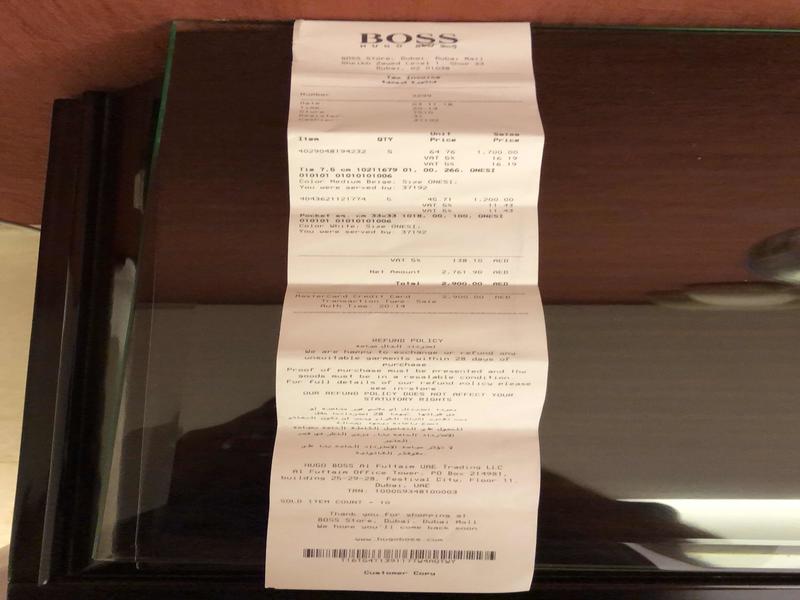 BOSS
HUGO BOSS
BOSS Store, Dubai, Dubai Mall
Sheikh Zayed Level 1, Shop 33
Dubai, 02 01038
Tax Invoice
فاتورة ضريبية
Number 3299
Date
Time 20:14
Store
Register
Cashier 37192
Item QTY Unit Price Sales Price
4029048194232 5 64.76 1,700.00
VAT 5% 16.19
VAT 5% 16.19
Tie 7.5 cm 10211679 01, 00, 266, ONESI
010101 01010101006
Color Medium Beige, Size ONESI,
You were served by: 37192
4043621121774 5 45.71 1,200.00
VAT 5% 11.43
VAT 5% 11.43
Pocket sq. cm 33x33 1018, 00, 100, ONESI
010101 01010101006
Color White, Size ONESI,
You were served by: 37192
VAT 5% 138.10 AED
Net Amount 2,761.90 AED
Total 2,900.00 AED
MasterCard Credit Card 2,900.00 AED
Transaction Type: Sale
Auth Time: 20:14
REFUND POLICY
We are happy to exchange or refund any
unsuitable garments within 28 days of
purchase
Proof of purchase must be presented and the
goods must be in a resalable condition
For full details of our refund policy please
see in-store
OUR REFUND POLICY DOES NOT AFFECT YOUR
STATUTORY RIGHTS
HUGO BOSS Al Futtaim UAE Trading LLC
Al Futtaim Office Tower, PO Box 214981,
building 25-29-28, Festival City, Floor 11,
Dubai, UAE
TRN: 100059348100003
SOLD ITEM COUNT = 10
Thank you for shopping at
BOSS Store, Dubai, Dubai Mall
We hope you'll come back soon
www.hugoboss.com
Customer Copy